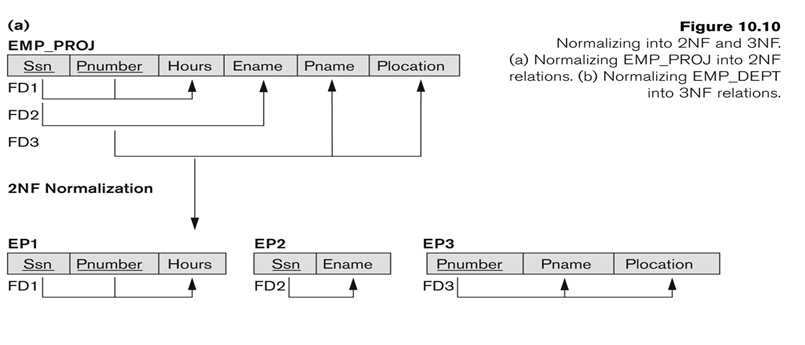 (a)
EMP_PROJ
Ssn Pnumber Hours Ename Pname Plocation
FD1
FD2
FD3
Figure 10.10
Normalizing into 2NF and 3NF.
(a) Normalizing EMP_PROJ into 2NF
relations. (b) Normalizing EMP_DEPT
into 3NF relations.
2NF Normalization
EP1
Ssn Pnumber Hours
FD1
EP2
Ssn Ename
FD2
EP3
Pnumber Pname Plocation
FD3